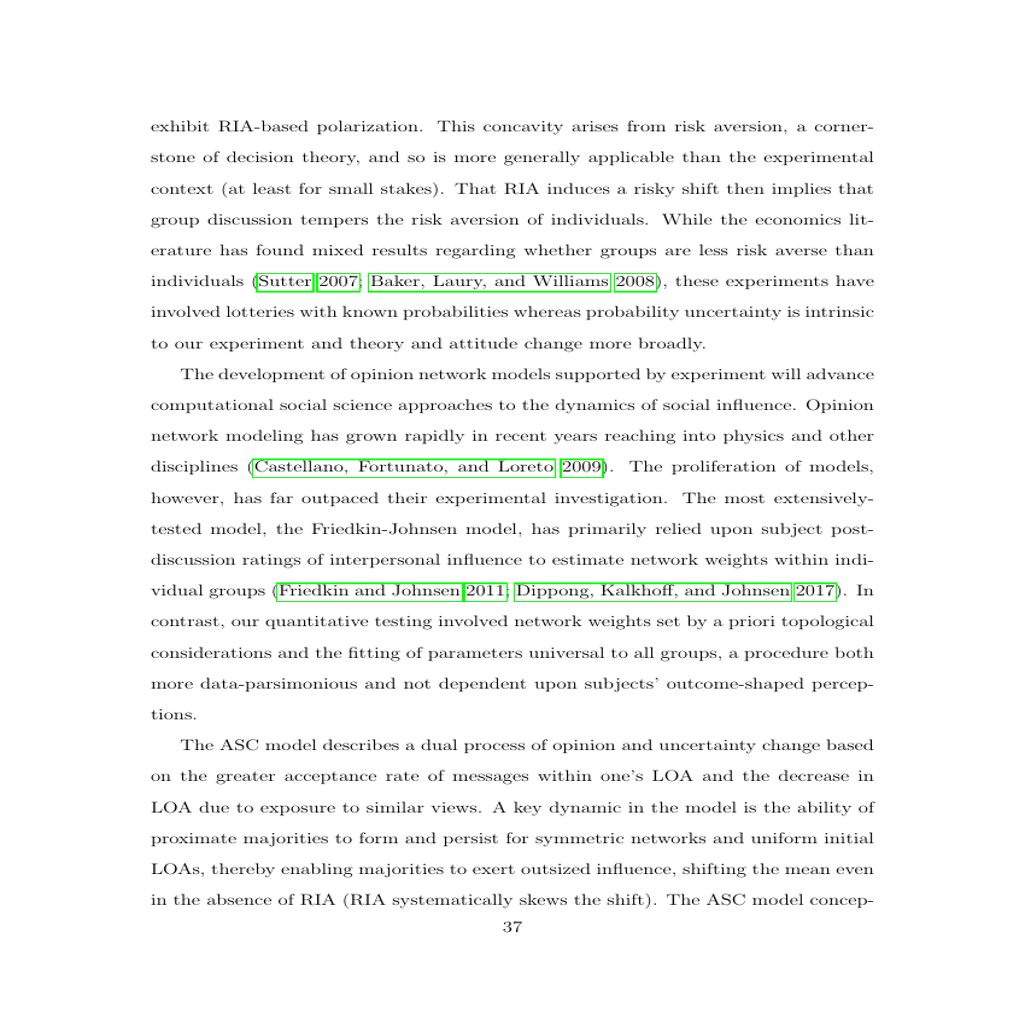 exhibit RIA-based polarization. This concavity arises from risk aversion, a corner-
stone of decision theory, and so is more generally applicable than the experimental
context (at least for small stakes). That RIA induces a risky shift then implies that
group discussion tempers the risk aversion of individuals. While the economics lit-
erature has found mixed results regarding whether groups are less risk averse than
individuals (Sutter 2007; Baker, Laury, and Williams 2008), these experiments have
involved lotteries with known probabilities whereas probability uncertainty is intrinsic
to our experiment and theory and attitude change more broadly.
The development of opinion network models supported by experiment will advance
computational social science approaches to the dynamics of social influence. Opinion
network modeling has grown rapidly in recent years reaching into physics and other
disciplines (Castellano, Fortunato, and Loreto 2009). The proliferation of models,
however, has far outpaced their experimental investigation. The most extensively-
tested model, the Friedkin-Johnsen model, has primarily relied upon subject post-
discussion ratings of interpersonal influence to estimate network weights within indi-
vidual groups (Friedkin and Johnsen 2011; Dippong, Kalkhoff, and Johnsen 2017). In
contrast, our quantitative testing involved network weights set by a priori topological
considerations and the fitting of parameters universal to all groups, a procedure both
more data-parsimonious and not dependent upon subjects' outcome-shaped percep-
tions.
The ASC model describes a dual process of opinion and uncertainty change based
on the greater acceptance rate of messages within one's LOA and the decrease in
LOA due to exposure to similar views. A key dynamic in the model is the ability of
proximate majorities to form and persist for symmetric networks and uniform initial
LOAs, thereby enabling majorities to exert outsized influence, shifting the mean even
in the absence of RIA (RIA systematically skews the shift). The ASC model concep-
37